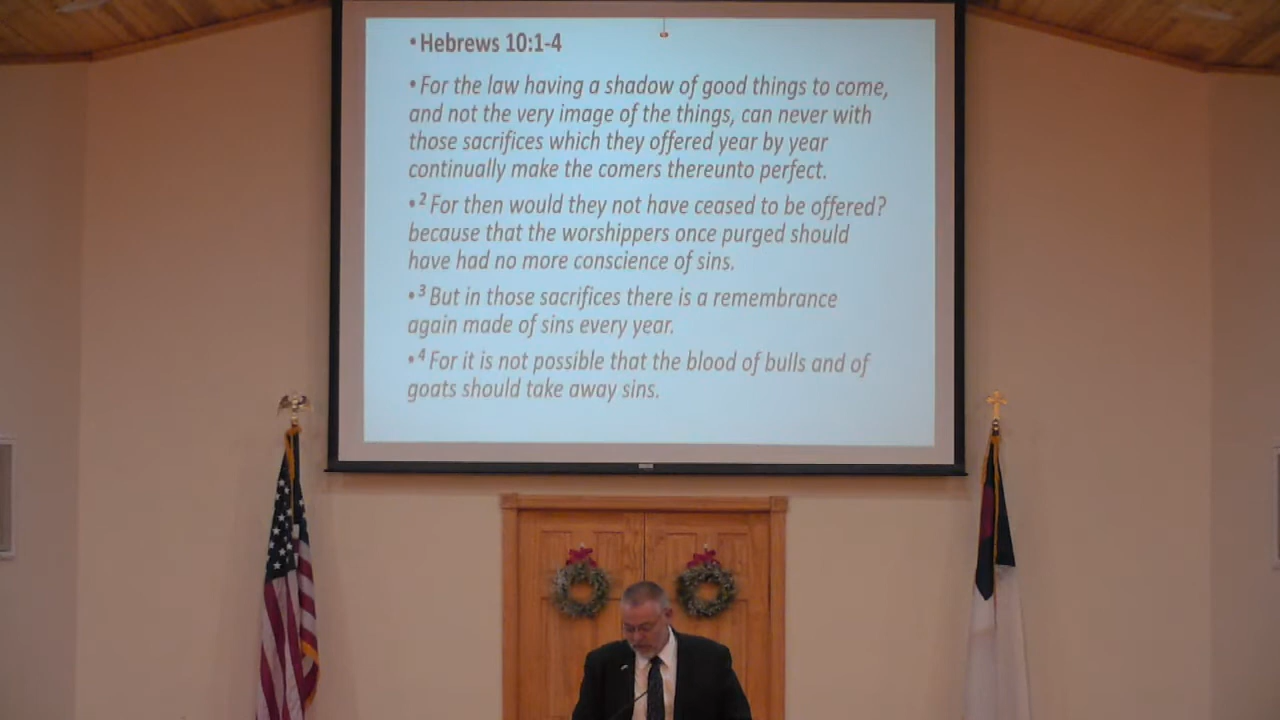 •Hebrews 10:1-4
•For the law having a shadow of good things to come,
and not the very image of the things, can never with
those sacrifices which they offered year by year
continually make the comers thereunto perfect.
•2 For then would they not have ceased to be offered?
because that the worshippers once purged should
have had no more conscience of sins.
•3 But in those sacrifices there is a remembrance
again made of sins every year.
•4 For it is not possible that the blood of bulls and of
goats should take away sins.